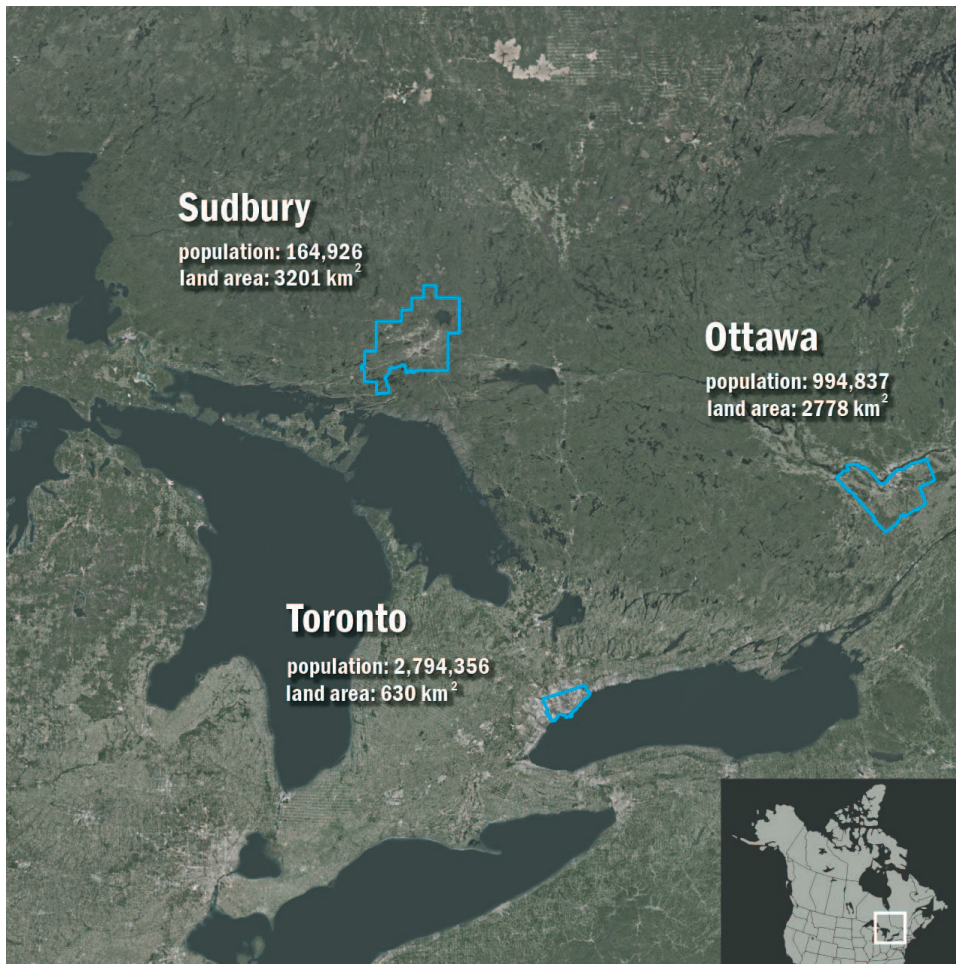 Sudbury
population: 164,926
land area: 3201 km²
Ottawa
population: 994,837
land area: 2778 km²
Toronto
population: 2,794,356
land area: 630 km²